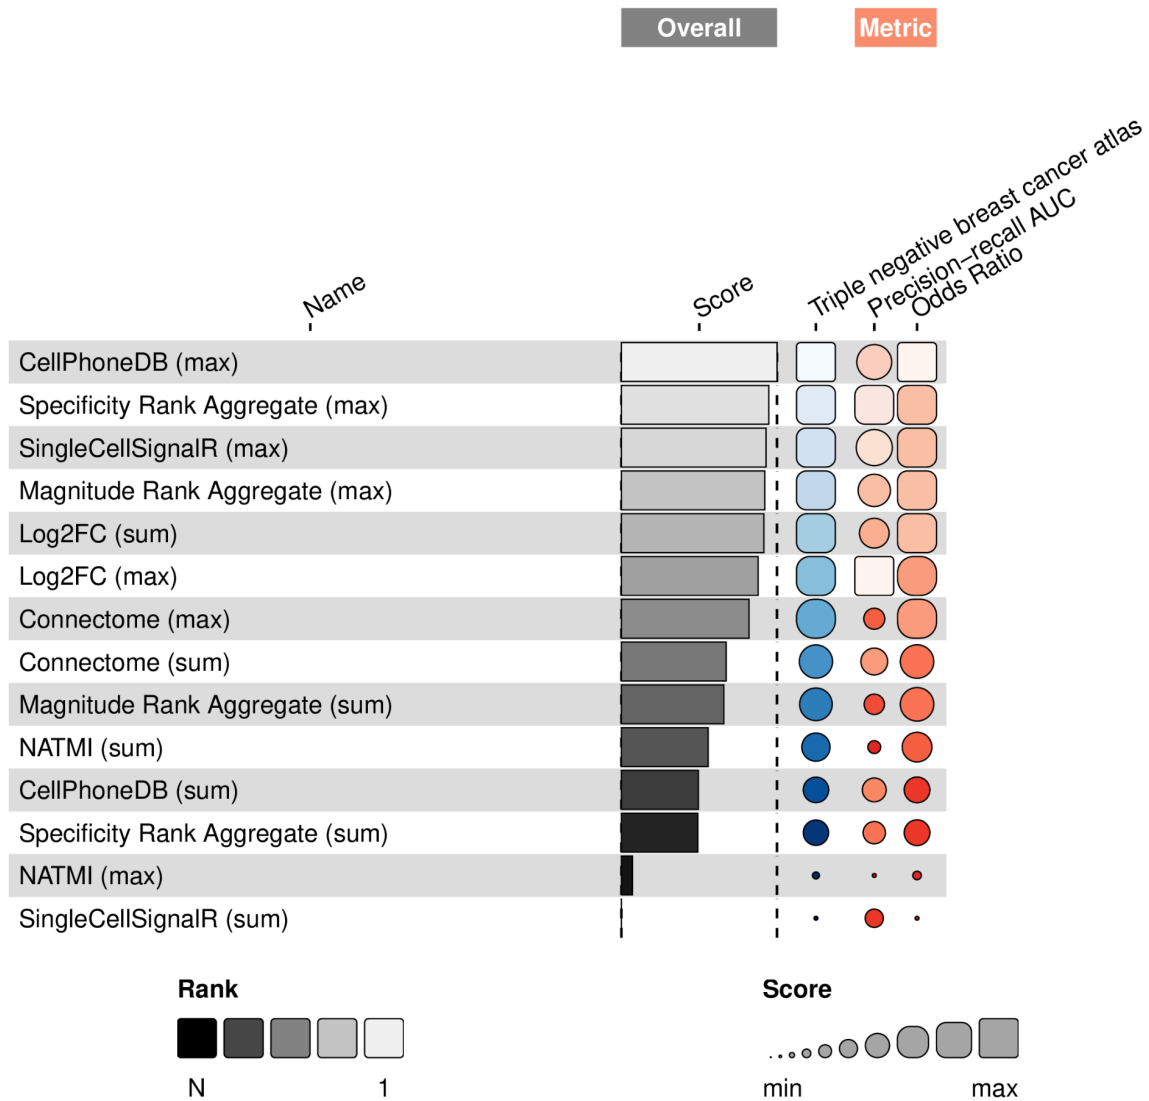 Overall
Metric
Name
Score
Triple negative breast cancer atlas
Precision−recall AUC
Odds Ratio
CellPhoneDB (max)
Specificity Rank Aggregate (max)
SingleCellSignalR (max)
Magnitude Rank Aggregate (max)
Log2FC (sum)
Log2FC (max)
Connectome (max)
Connectome (sum)
Magnitude Rank Aggregate (sum)
NATMI (sum)
CellPhoneDB (sum)
Specificity Rank Aggregate (sum)
NATMI (max)
SingleCellSignalR (sum)
Rank
N
1
Score
min
max